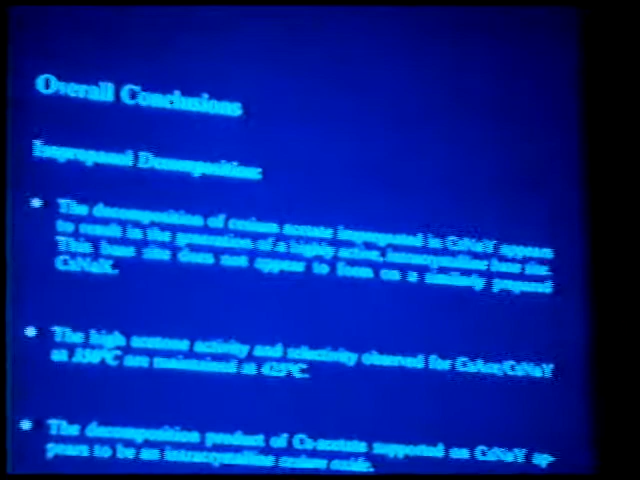 Overall Conclusions
Isopropanol Decomposition:
The decomposition of cesium acetate impregnated in CsNaY appears
to result in the generation of a highly active, intracrystalline base site.
This base site does not appear to form on a similarly prepared
CsNaX.
The high acetone activity and selectivity observed for CsAce/CsNaY
at 350°C are maintained at 425°C.
The decomposition product of Cs-acetate supported on CsNaY ap-
pears to be an intracrystalline cesium oxide.